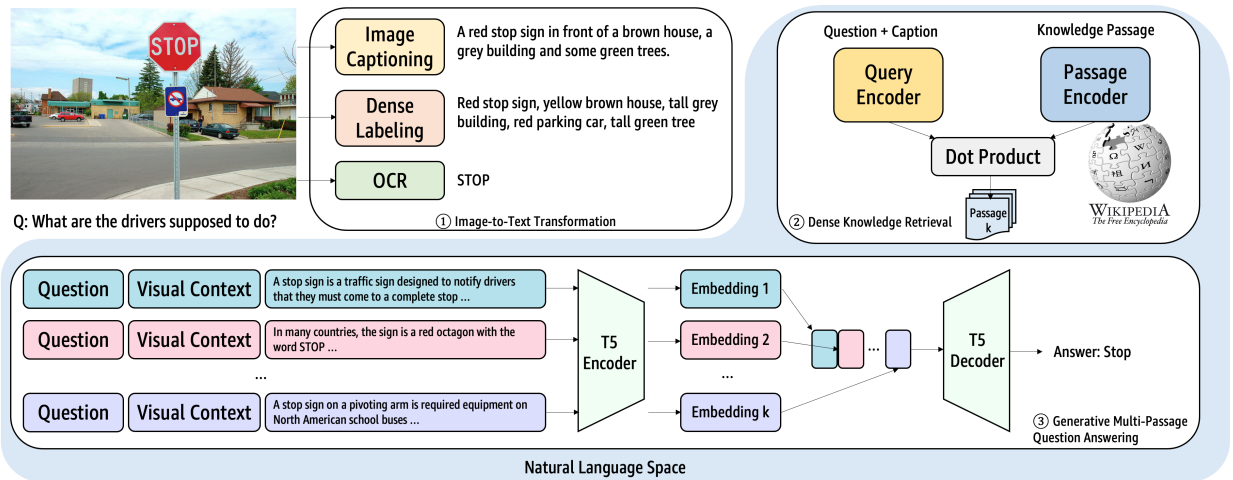 STOP
Q: What are the drivers supposed to do?
Image
Captioning
A red stop sign in front of a brown house, a
grey building and some green trees.
Dense
Labeling
Red stop sign, yellow brown house, tall grey
building, red parking car, tall green tree
OCR
STOP
① Image-to-Text Transformation
Question + Caption
Knowledge Passage
Query
Encoder
Passage
Encoder
Dot Product
Passage
k
WIKIPEDIA
The Free Encyclopedia
② Dense Knowledge Retrieval
Question
Visual Context
A stop sign is a traffic sign designed to notify drivers
that they must come to a complete stop ...
Question
Visual Context
In many countries, the sign is a red octagon with the
word STOP ...
...
Question
Visual Context
A stop sign on a pivoting arm is required equipment on
North American school buses ...
T5
Encoder
Embedding 1
Embedding 2
...
Embedding k
...
T5
Decoder
Answer: Stop
③ Generative Multi-Passage
Question Answering
Natural Language Space